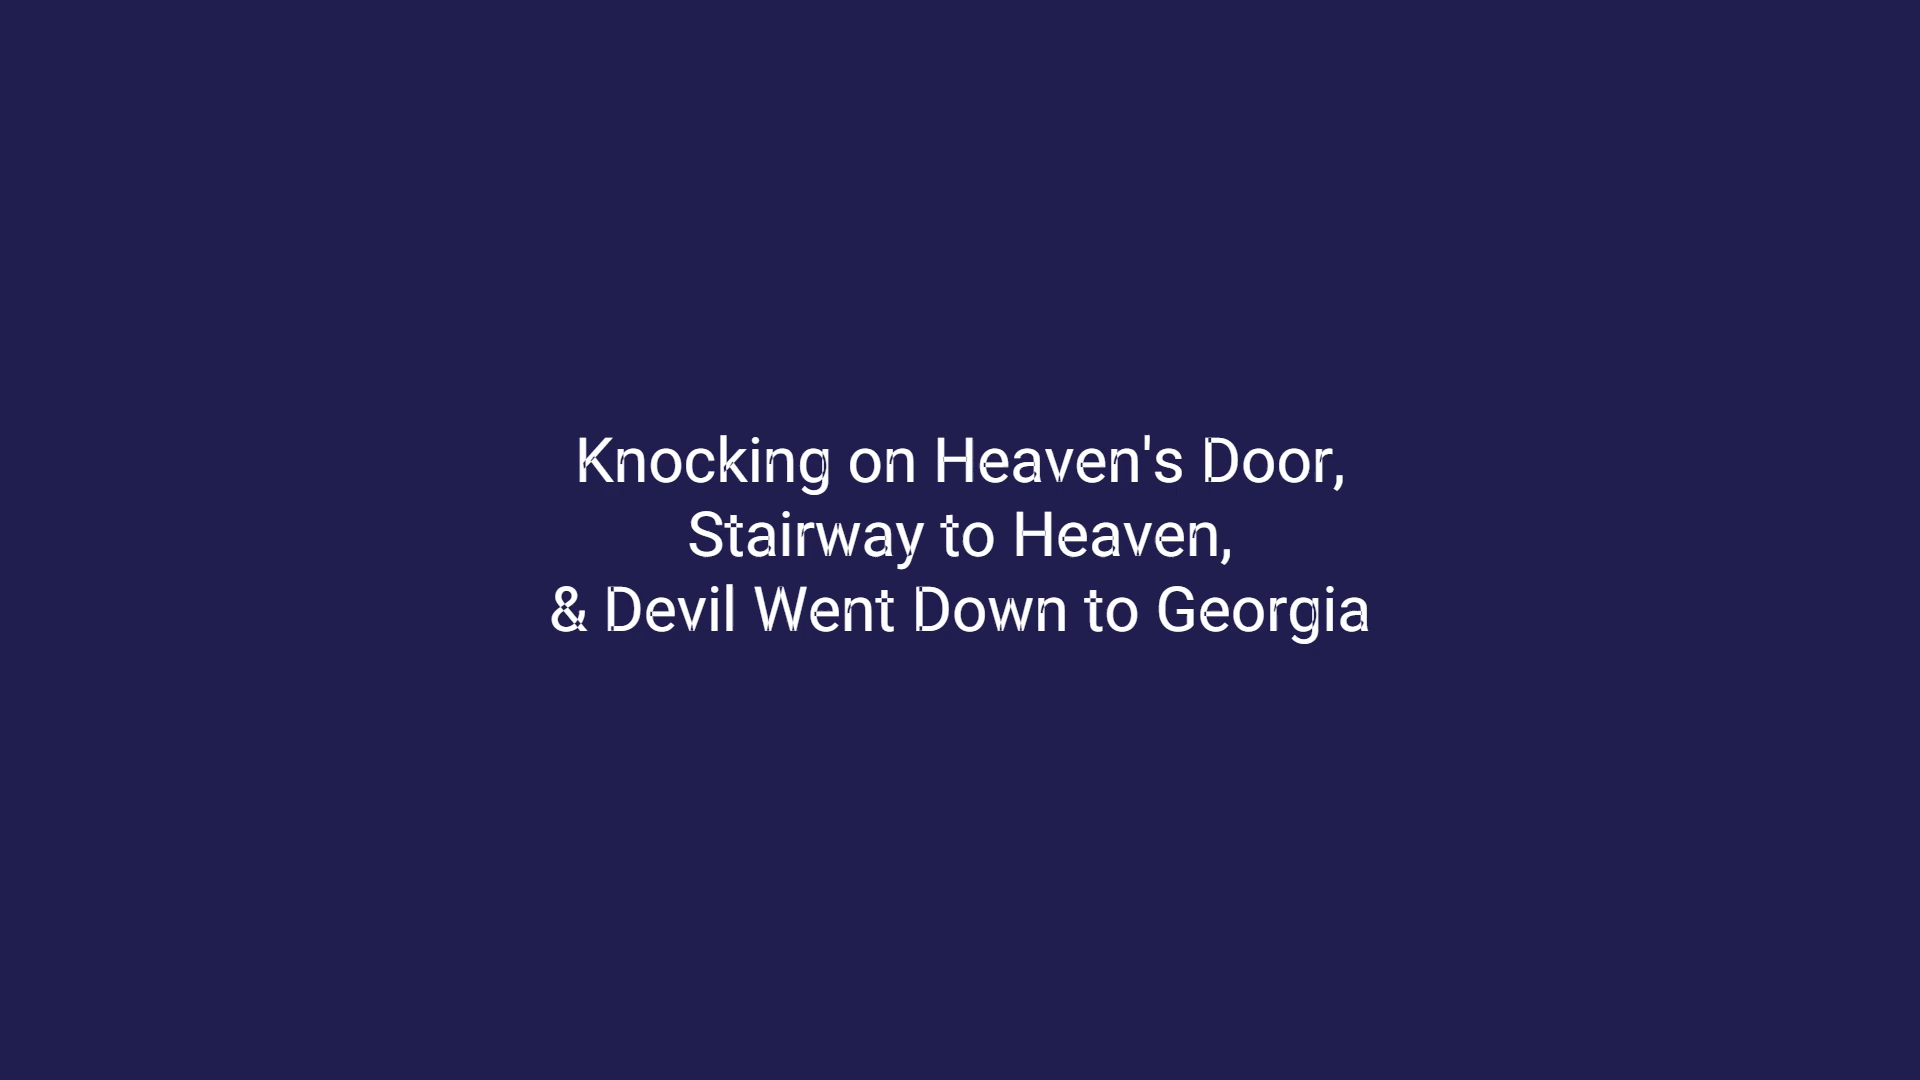 Knocking on Heaven's Door,
Stairway to Heaven,
& Devil Went Down to Georgia